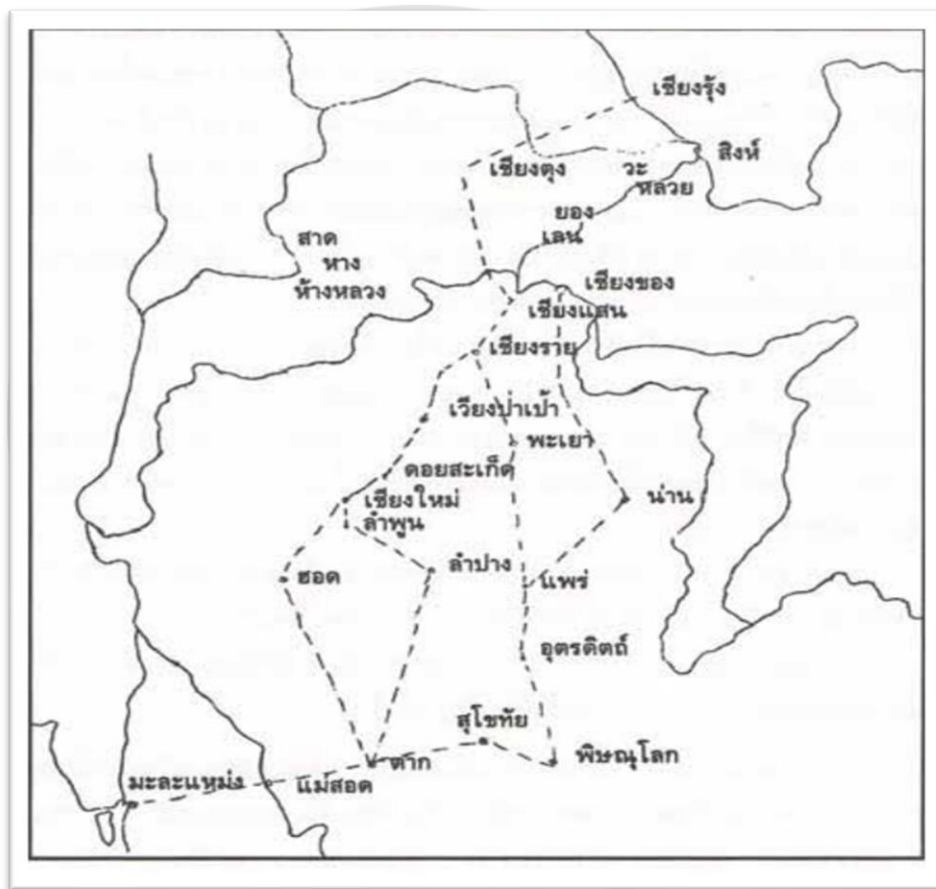 เชียงรุ้ง
สิงห์
เชียงตุง
วะ
หลวย
ยอง
เลน
สาด
หาง
ห้างหลวง
เชียงของ
เชียงแสน
เชียงราย
เวียงป่าเป้า
พะเยา
ดอยสะเก็ด
เชียงใหม่
ลำพูน
น่าน
ฮอด
ลำปาง
แพร่
อุตรดิตถ์
สุโขทัย
ตาก
พิษณุโลก
มะละแหม่ง
แม่สอด